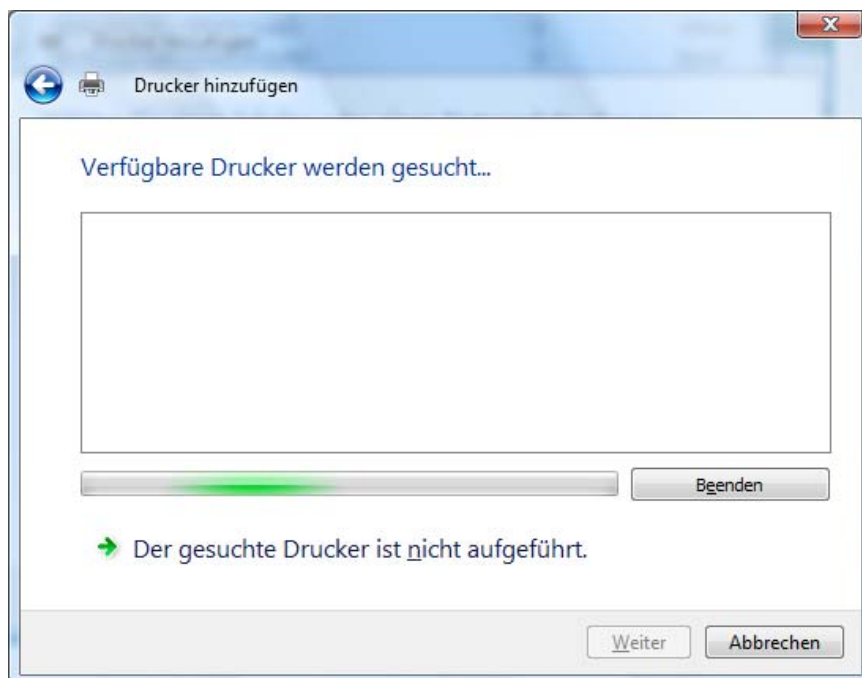 Drucker hinzufügen
Verfügbare Drucker werden gesucht...
Beenden
Der gesuchte Drucker ist nicht aufgeführt.
Weiter Abbrechen